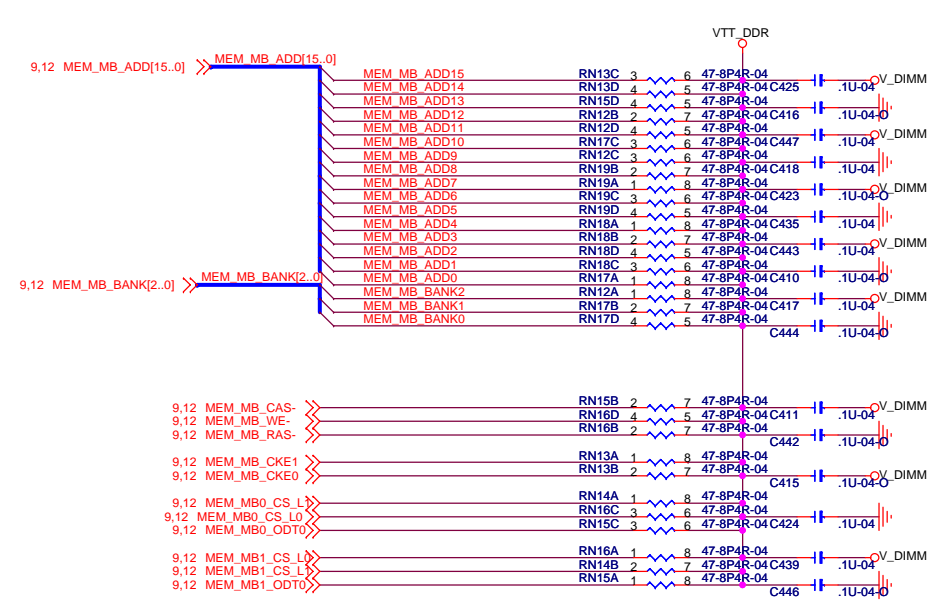 VTT_DDR
9,12 MEM_MB_ADD[15..0] MEM_MB_ADD[15..0]
MEM_MB_ADD15 RN13C 3 6 47-8P4R-04 V_DIMM
MEM_MB_ADD14 RN13D 4 5 47-8P4R-04 C425 .1U-04
MEM_MB_ADD13 RN15D 4 5 47-8P4R-04
MEM_MB_ADD12 RN12B 2 7 47-8P4R-04 C416 .1U-04-O
MEM_MB_ADD11 RN12D 4 5 47-8P4R-04 V_DIMM
MEM_MB_ADD10 RN17C 3 6 47-8P4R-04 C447 .1U-04
MEM_MB_ADD9 RN12C 3 6 47-8P4R-04
MEM_MB_ADD8 RN19B 2 7 47-8P4R-04 C418 .1U-04
MEM_MB_ADD7 RN19A 1 8 47-8P4R-04 V_DIMM
MEM_MB_ADD6 RN19C 3 6 47-8P4R-04 C423 .1U-04-O
MEM_MB_ADD5 RN19D 4 5 47-8P4R-04
MEM_MB_ADD4 RN18A 1 8 47-8P4R-04 C435 .1U-04
MEM_MB_ADD3 RN18B 2 7 47-8P4R-04 V_DIMM
MEM_MB_ADD2 RN18D 4 5 47-8P4R-04 C443 .1U-04
MEM_MB_ADD1 RN18C 3 6 47-8P4R-04
9,12 MEM_MB_BANK[2..0] MEM_MB_BANK[2..0] MEM_MB_ADD0 RN17A 1 8 47-8P4R-04 C410 .1U-04-O
MEM_MB_BANK2 RN12A 1 8 47-8P4R-04 V_DIMM
MEM_MB_BANK1 RN17B 2 7 47-8P4R-04 C417 .1U-04
MEM_MB_BANK0 RN17D 4 5 47-8P4R-04
C444 .1U-04-O
9,12 MEM_MB_CAS- RN15B 2 7 47-8P4R-04 V_DIMM
9,12 MEM_MB_WE- RN16D 4 5 47-8P4R-04 C411 .1U-04
9,12 MEM_MB_RAS- RN16B 2 7 47-8P4R-04
C442 .1U-04-O
9,12 MEM_MB_CKE1 RN13A 1 8 47-8P4R-04
9,12 MEM_MB_CKE0 RN13B 2 7 47-8P4R-04 V_DIMM
C415 .1U-04-O
9,12 MEM_MB0_CS_L1 RN14A 1 8 47-8P4R-04
9,12 MEM_MB0_CS_L0 RN16C 3 6 47-8P4R-04
9,12 MEM_MB0_ODT0 RN15C 3 6 47-8P4R-04 C424 .1U-04
9,12 MEM_MB1_CS_L0 RN16A 1 8 47-8P4R-04 V_DIMM
9,12 MEM_MB1_CS_L1 RN14B 2 7 47-8P4R-04 C439 .1U-04
9,12 MEM_MB1_ODT0 RN15A 1 8 47-8P4R-04
C446 .1U-04-O